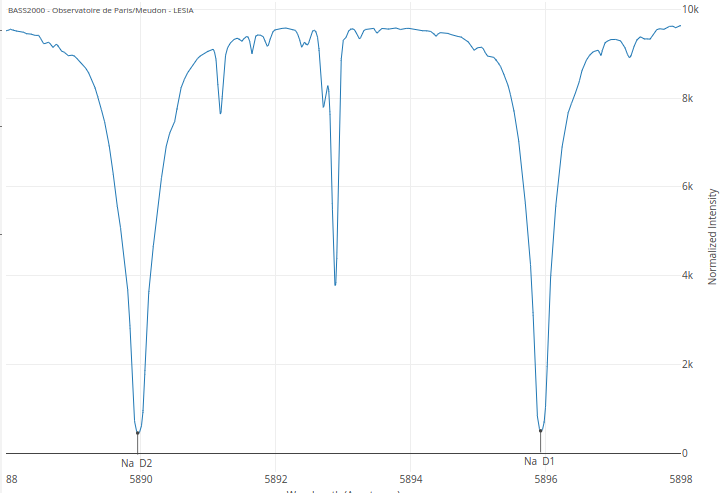 BASS2000 - Observatoire de Paris/Meudon - LESIA
10k
8k
6k
4k
2k
0
Normalized Intensity
Na D2
Na D1
88
5890
5892
5894
5896
5898